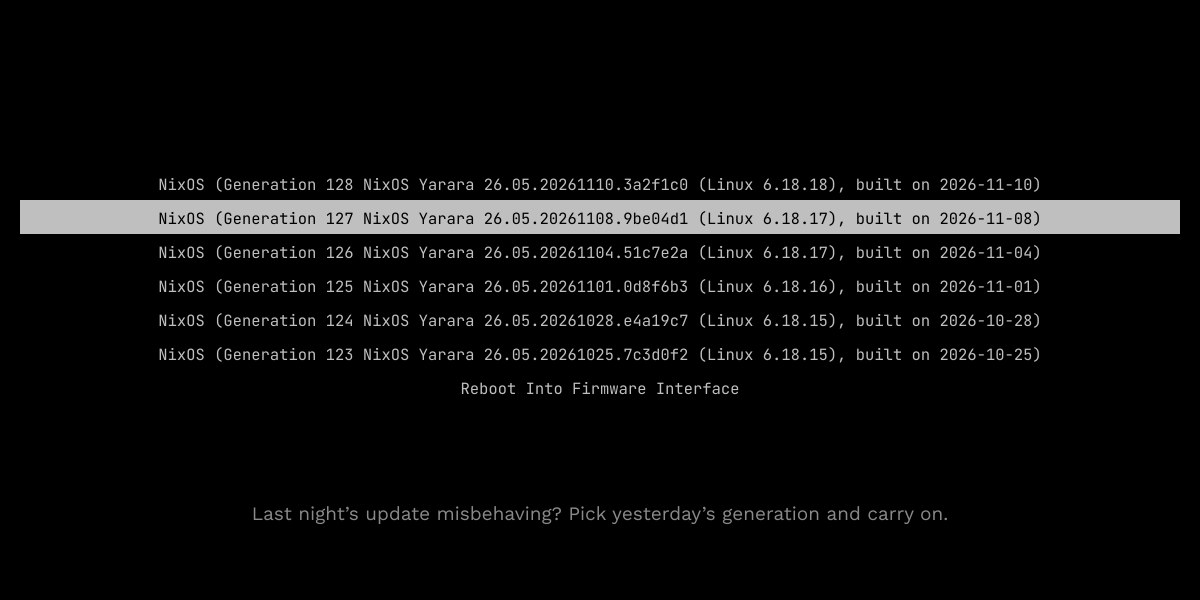 NixOS (Generation 128 NixOS Yarara 26.05.20261110.3a2f1c0 (Linux 6.18.18), built on 2026-11-10)
NixOS (Generation 127 NixOS Yarara 26.05.20261108.9be04d1 (Linux 6.18.17), built on 2026-11-08)
NixOS (Generation 126 NixOS Yarara 26.05.20261104.51c7e2a (Linux 6.18.17), built on 2026-11-04)
NixOS (Generation 125 NixOS Yarara 26.05.20261101.0d8f6b3 (Linux 6.18.16), built on 2026-11-01)
NixOS (Generation 124 NixOS Yarara 26.05.20261028.e4a19c7 (Linux 6.18.15), built on 2026-10-28)
NixOS (Generation 123 NixOS Yarara 26.05.20261025.7c3d0f2 (Linux 6.18.15), built on 2026-10-25)
Reboot Into Firmware Interface
Last night’s update misbehaving? Pick yesterday’s generation and carry on.